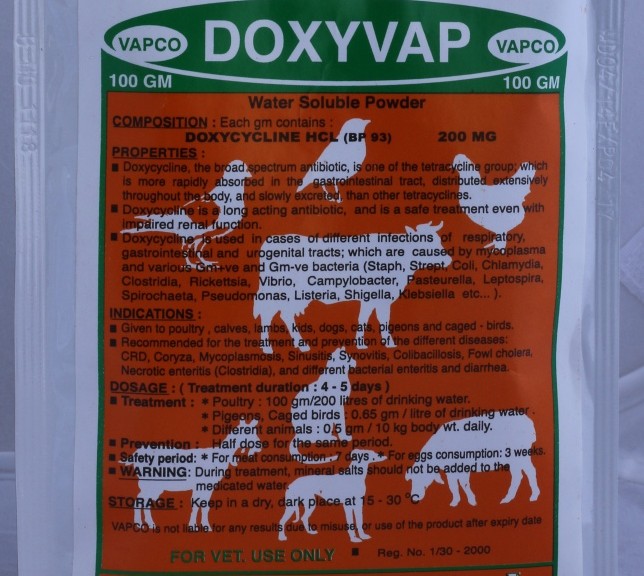 VAPCO DOXYVAP VAPCO
100 GM 100 GM
Water Soluble Powder
COMPOSITION : Each gm contains :
DOXYCYCLINE HCL (BP 93) 200 MG
PROPERTIES :
■ Doxycycline, the broad spectrum antibiotic, is one of the tetracycline group; which
is more rapidly absorbed in the gastrointestinal tract, distributed extensively
throughout the body, and slowly excreted, than other tetracyclines.
■ Doxycycline is a long acting antibiotic, and is a safe treatment even with
impaired renal function.
■ Doxycycline is used in cases of different infections of respiratory,
gastrointestinal and urogenital tracts; which are caused by mycoplasma
and various Gm+ve and Gm-ve bacteria (Staph, Strept, Coli, Chlamydia,
Clostridia, Rickettsia, Vibrio, Campylobacter, Pasteurella, Leptospira,
Spirochaeta, Pseudomonas, Listeria, Shigella, Klebsiella etc... ).
INDICATIONS :
■ Given to poultry , calves, lambs, kids, dogs, cats, pigeons and caged - birds.
■ Recommended for the treatment and prevention of the different diseases:
CRD, Coryza, Mycoplasmosis, Sinusitis, Synovitis, Colibacillosis, Fowl cholera,
Necrotic enteritis (Clostridia), and different bacterial enteritis and diarrhea.
DOSAGE : ( Treatment duration : 4 - 5 days )
■ Treatment : * Poultry : 100 gm/200 litres of drinking water.
* Pigeons, Caged birds : 0.65 gm / litre of drinking water .
* Different animals : 0.5 gm / 10 kg body wt. daily.
■ Prevention : Half dose for the same period.
■ Safety period: * For meat consumption : 7 days . * For eggs consumption: 3 weeks.
■ WARNING: During treatment, mineral salts should not be added to the
medicated water.
STORAGE : Keep in a dry, dark place at 15 - 30 °C
VAPCO is not liable for any results due to misuse, or use of the product after expiry date
FOR VET. USE ONLY ■ Reg. No. 1/30 - 2000